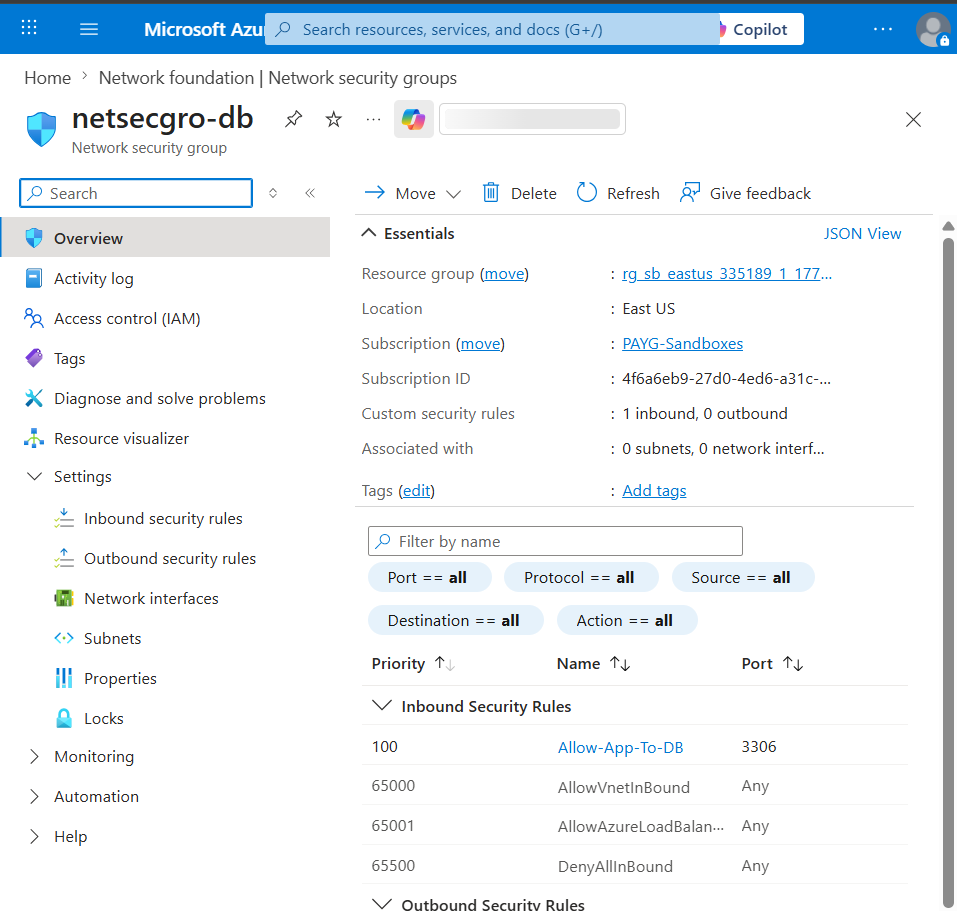 Microsoft Azu
Search resources, services, and docs (G+/)
Copilot
Home > Network foundation | Network security groups
netsecgro-db
Network security group
Search
Move
Delete
Refresh
Give feedback
Overview
Activity log
Access control (IAM)
Tags
Diagnose and solve problems
Resource visualizer
Settings
Inbound security rules
Outbound security rules
Network interfaces
Subnets
Properties
Locks
Monitoring
Automation
Help
Essentials
JSON View
Resource group (move) : rg_sb_eastus_335189_1_177...
Location : East US
Subscription (move) : PAYG-Sandboxes
Subscription ID : 4f6a6eb9-27d0-4ed6-a31c-...
Custom security rules : 1 inbound, 0 outbound
Associated with : 0 subnets, 0 network interf...
Tags (edit) : Add tags
Filter by name
Port == all Protocol == all Source == all
Destination == all Action == all
Priority ↑↓ Name ↑↓ Port ↑↓
Inbound Security Rules
100 Allow-App-To-DB 3306
65000 AllowVnetInBound Any
65001 AllowAzureLoadBalan... Any
65500 DenyAllInBound Any
Outbound Security Rules